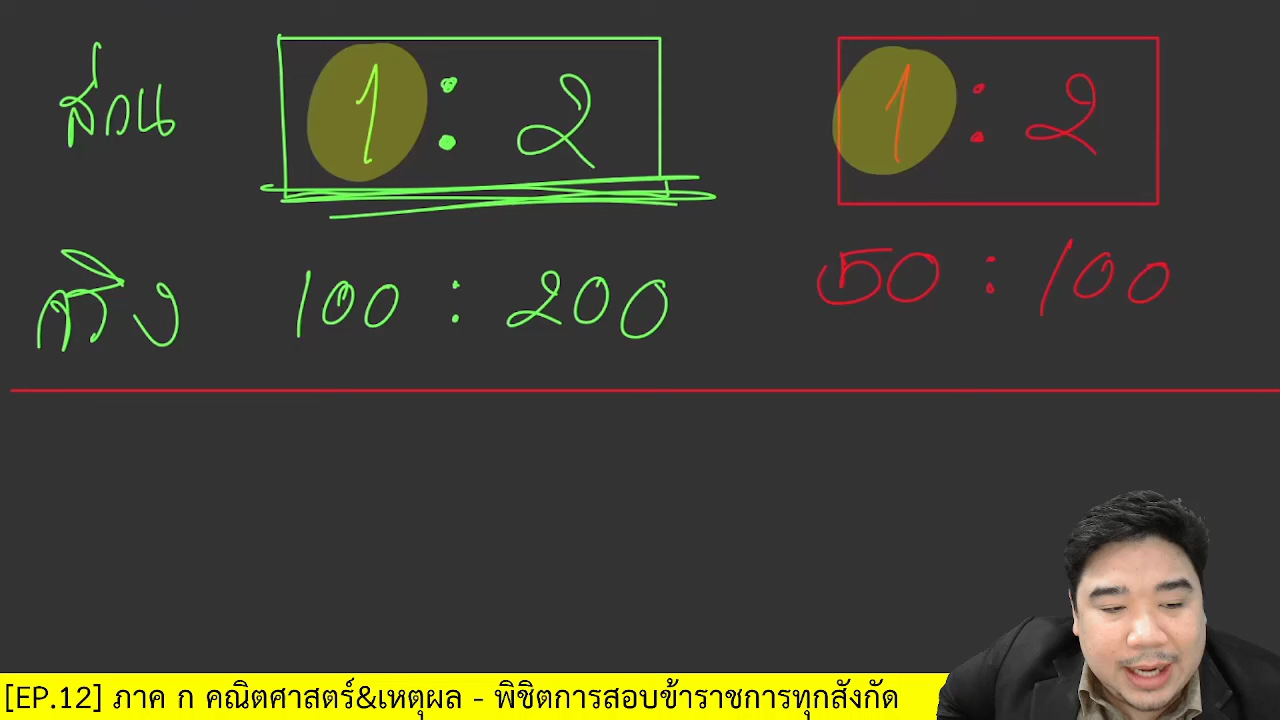 ส่วน 1 : 2 1 : 2
จริง 100 : 200 50 : 100
[EP.12] ภาค ก คณิตศาสตร์&เหตุผล - พิชิตการสอบข้าราชการทุกสังกัด